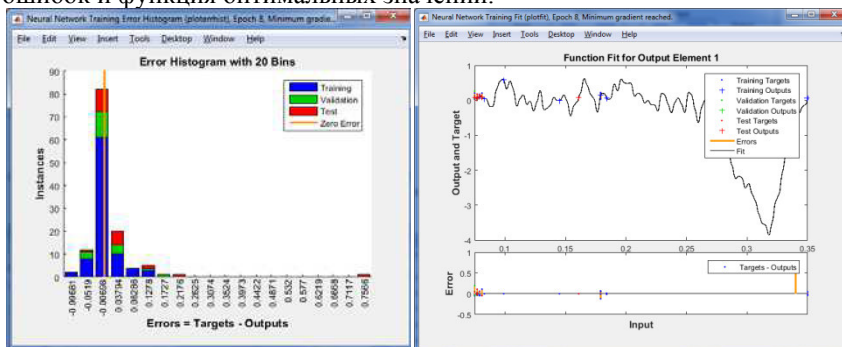 ошибок и функция оптимальных значений.
Neural Network Training Error Histogram (ploterrhist), Epoch 8, Minimum gradie...
File Edit View Insert Tools Desktop Window Help
Error Histogram with 20 Bins
90
80
70
60
50
40
30
20
10
0
Instances
Training
Validation
Test
Zero Error
-0.09681
-0.0519
-0.00698
0.03794
0.08286
0.1278
0.1727
0.2176
0.2625
0.3074
0.3524
0.3973
0.4422
0.4871
0.532
0.577
0.6219
0.6668
0.7117
0.7566
Errors = Targets - Outputs
Neural Network Training Fit (plotfit), Epoch 8, Minimum gradient reached.
File Edit View Insert Tools Desktop Window Help
Function Fit for Output Element 1
1
0
-1
-2
-3
-4
Output and Target
Training Targets
Training Outputs
Validation Targets
Validation Outputs
Test Targets
Test Outputs
Errors
Fit
0.1 0.15 0.2 0.25 0.3 0.35
0.5
0
-0.5
Error
Targets - Outputs
Input